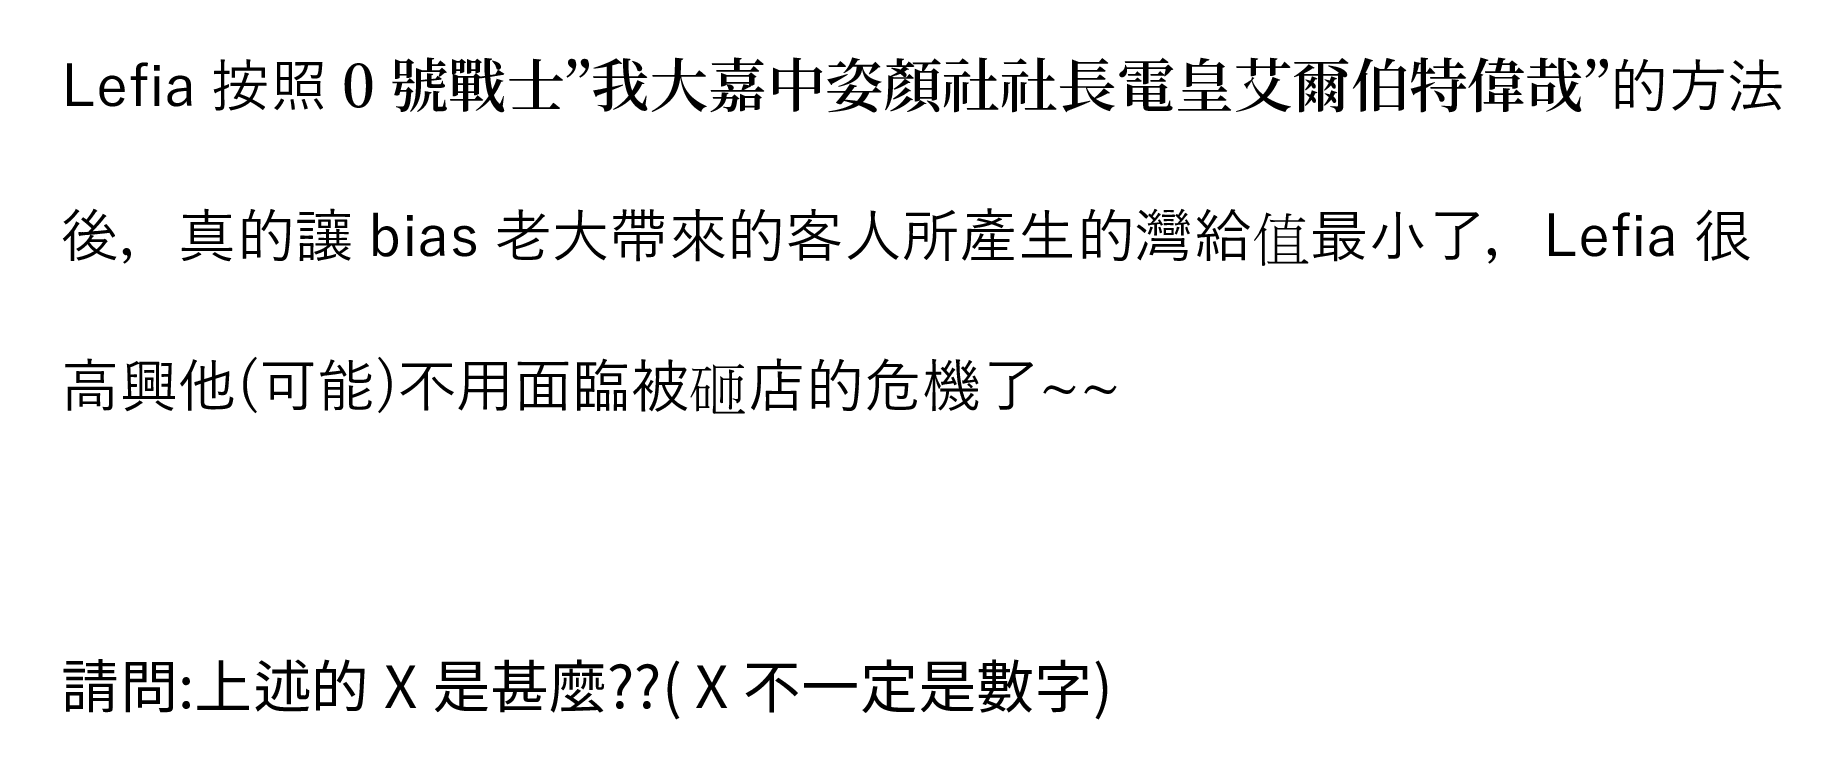 Lefia 按照 0 號戰士”我大嘉中姿顏社社長電皇艾爾伯特偉哉”的方法
後，真的讓 bias 老大帶來的客人所產生的灣給值最小了，Lefia 很
高興他(可能)不用面臨被砸店的危機了~~
請問:上述的 X 是甚麼??( X 不一定是數字)